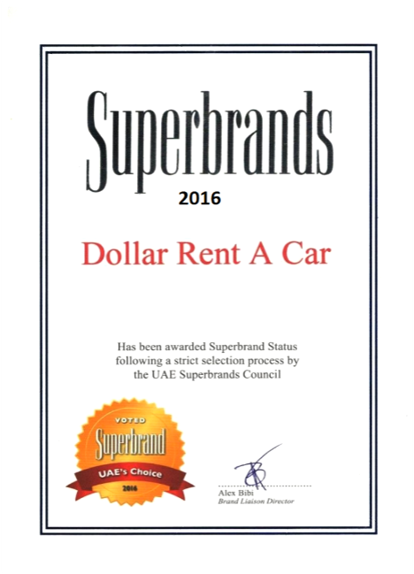 Superbrands
2016
Dollar Rent A Car
Has been awarded Superbrand Status
following a strict selection process by
the UAE Superbrands Council
VOTED
Superbrand
UAE's Choice
2016
Alex Bibi
Brand Liaison Director